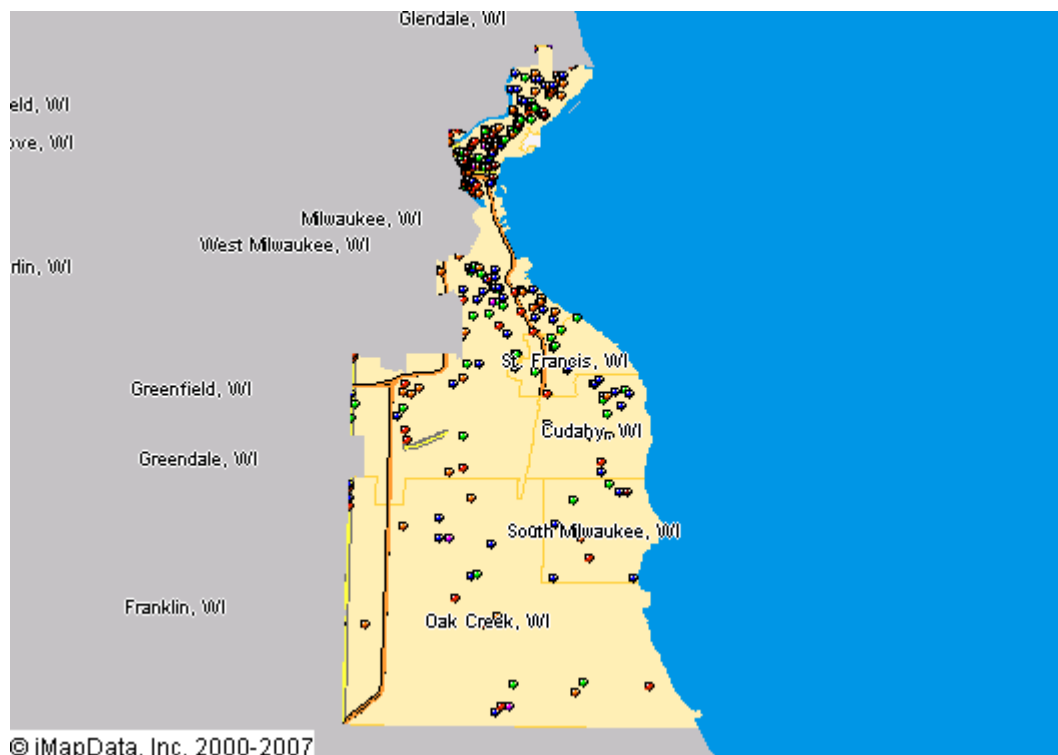 Glendale, WI
eld, WI
ove, WI
Milwaukee, WI
West Milwaukee, WI
rlin, WI
St. Francis, WI
Greenfield, WI
Cudahy, WI
Greendale, WI
South Milwaukee, WI
Franklin, WI
Oak Creek, WI
© iMapData, Inc. 2000-2007